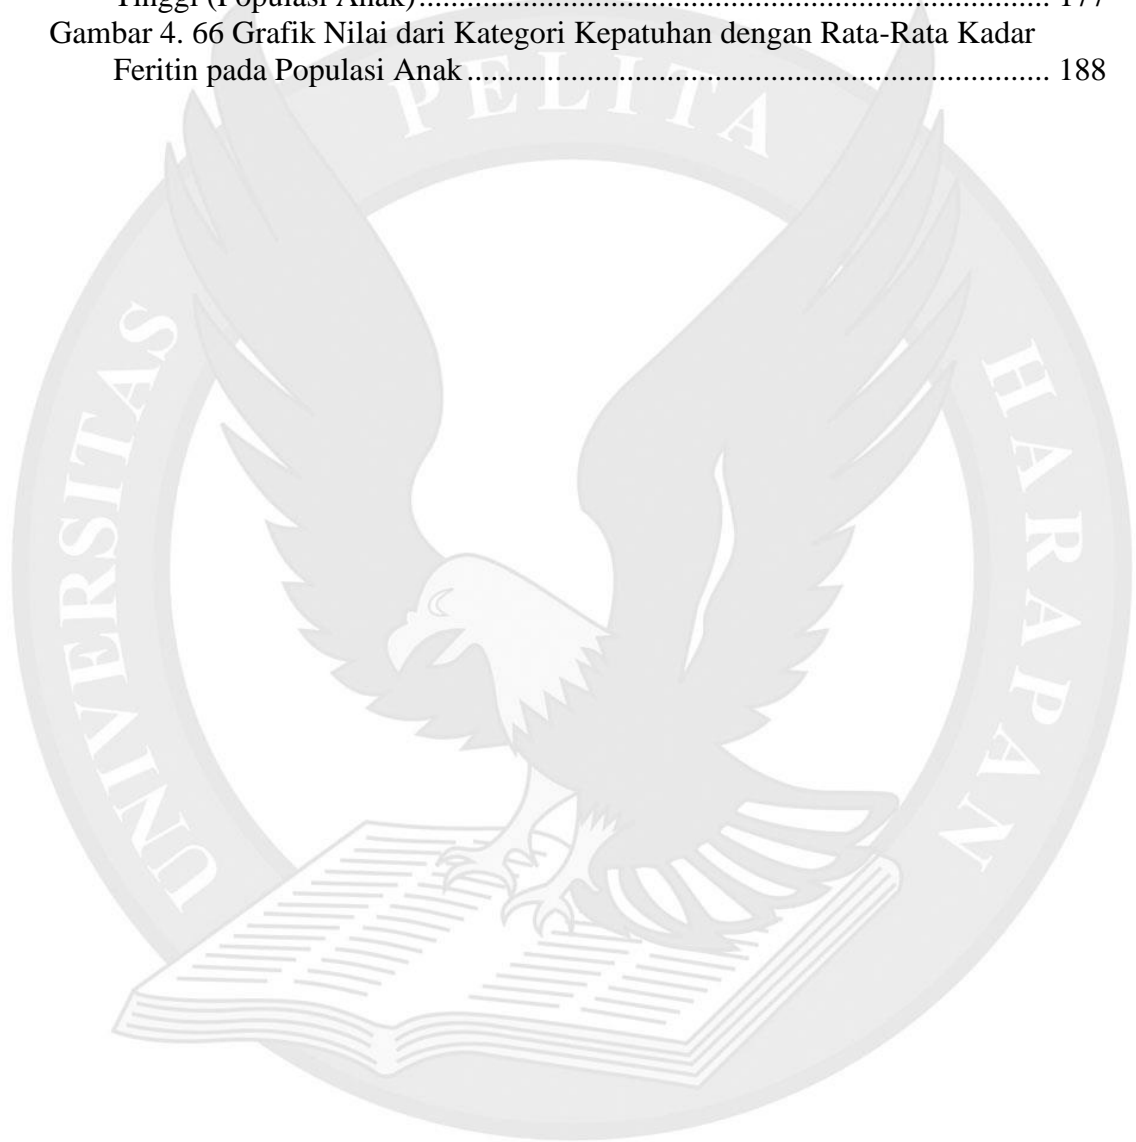 Tinggi (Populasi Anak)............................................................................... 177
Gambar 4. 66 Grafik Nilai dari Kategori Kepatuhan dengan Rata-Rata Kadar
Feritin pada Populasi Anak......................................................................... 188
UNIVERSITAS
PELITA
HARAPAN